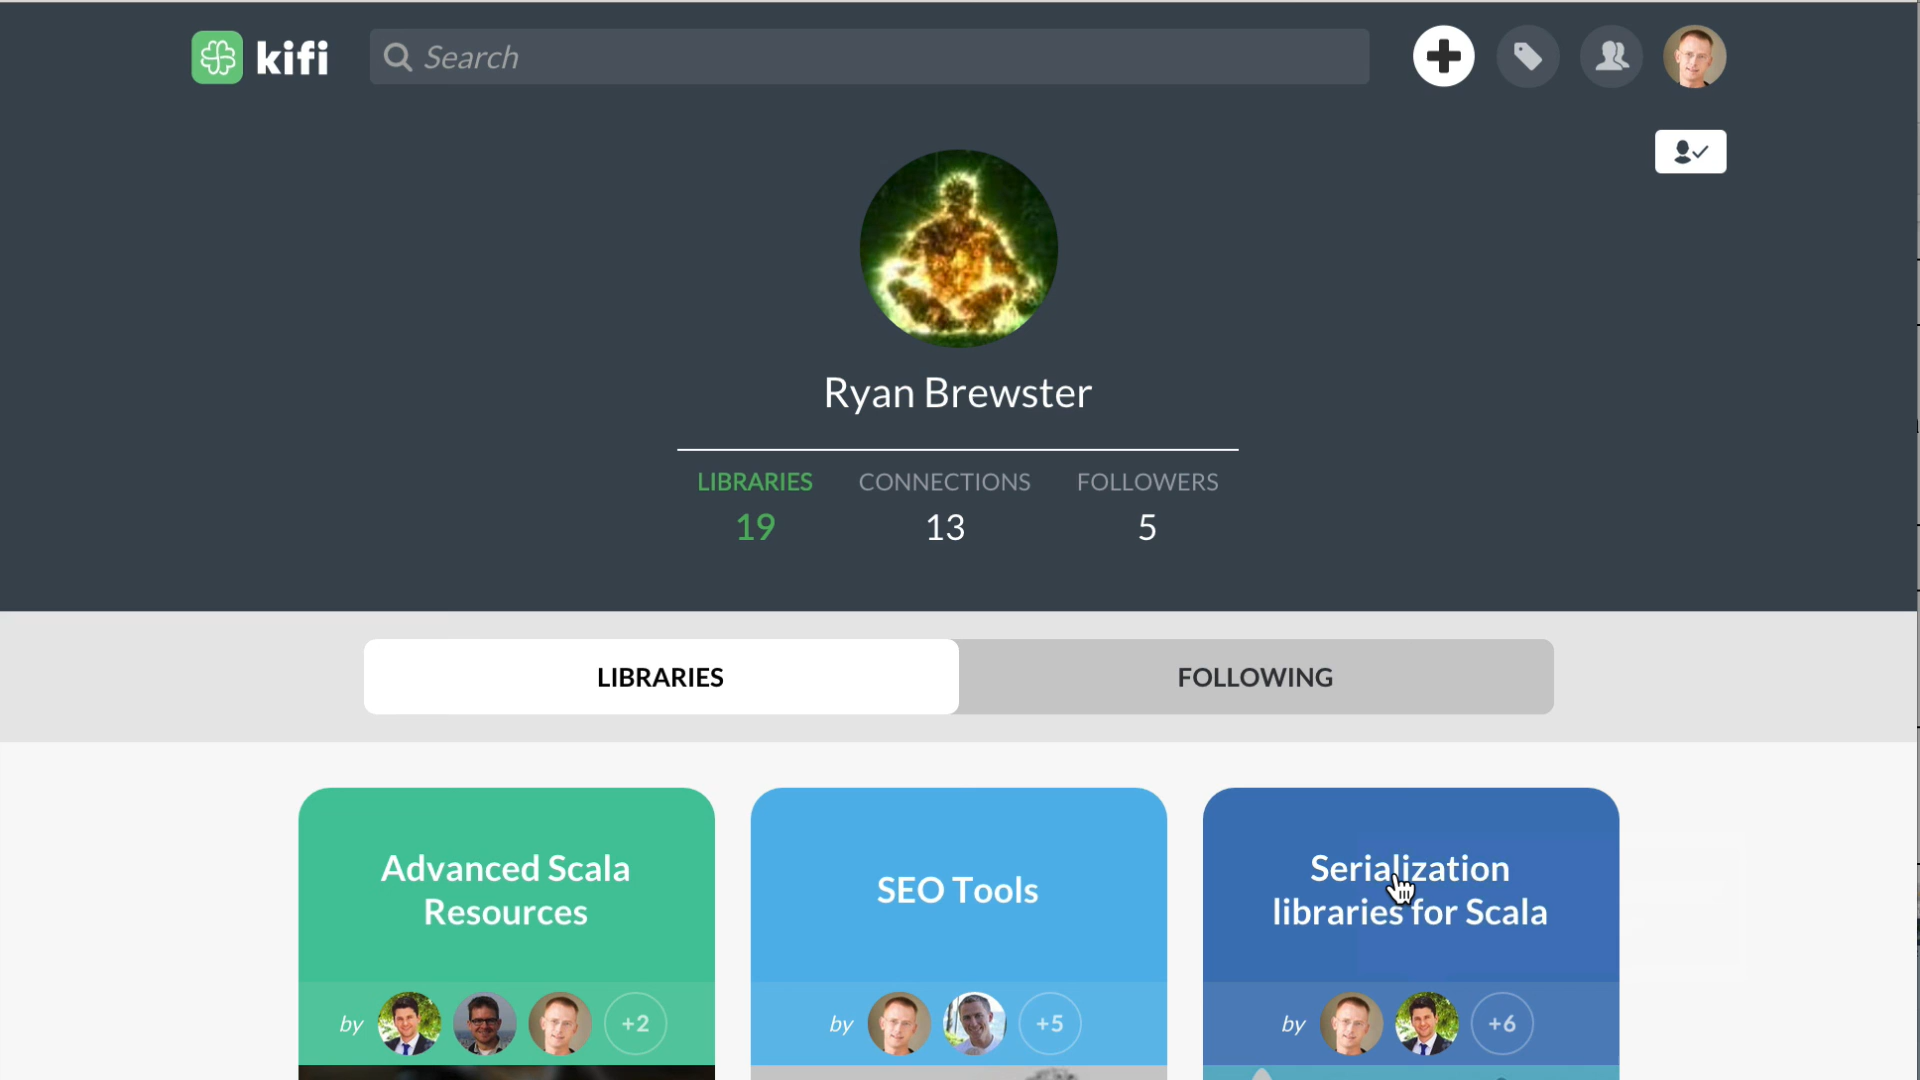 kifi
Search
Ryan Brewster
LIBRARIES CONNECTIONS FOLLOWERS
19 13 5
LIBRARIES FOLLOWING
Advanced Scala
Resources
SEO Tools
Serialization
libraries for Scala
by +2
by +5
by +6